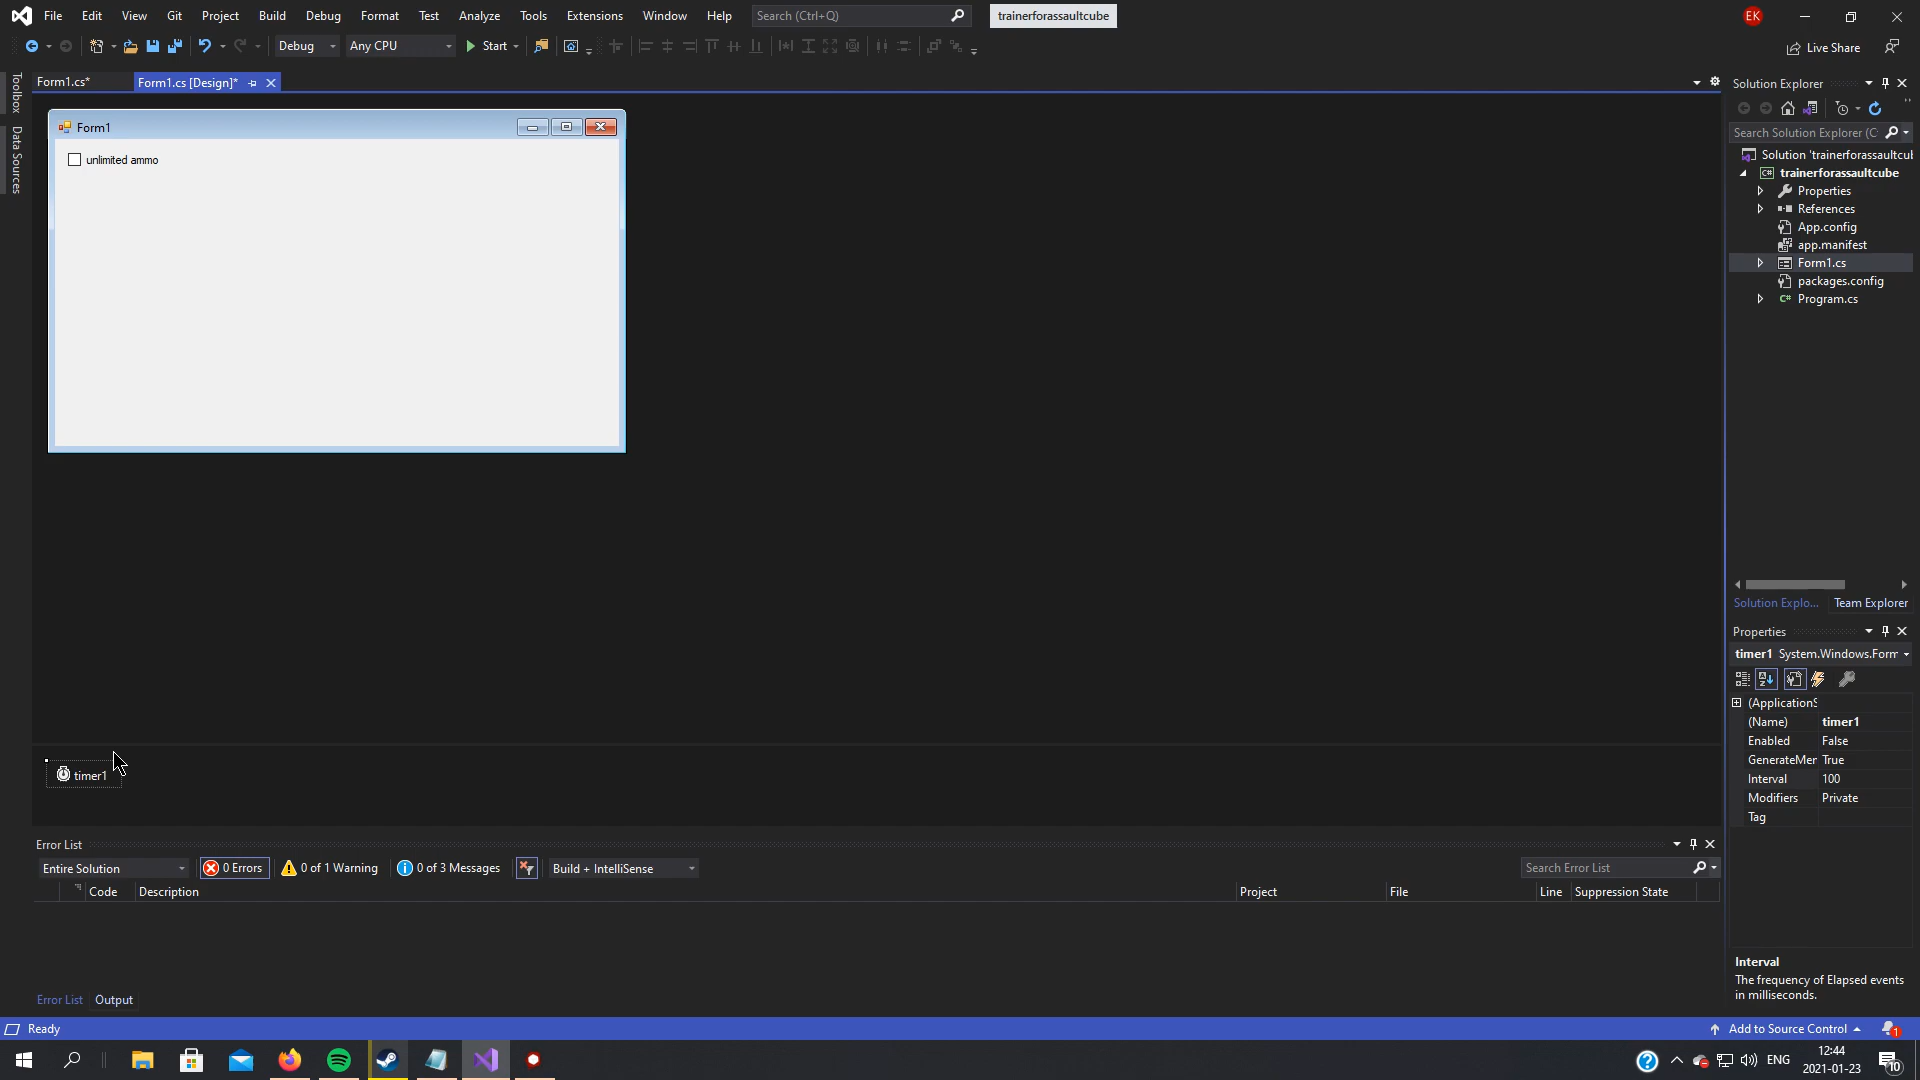 File Edit View Git Project Build Debug Format Test Analyze Tools Extensions Window Help Search (Ctrl+Q) trainerforassaultcube EK
Debug Any CPU Start Live Share
Toolbox
Data Sources
Form1.cs* Form1.cs [Design]*
Form1
unlimited ammo
timer1
Solution Explorer
Search Solution Explorer (C
Solution 'trainerforassaultcub
trainerforassaultcube
Properties
References
App.config
app.manifest
Form1.cs
packages.config
Program.cs
Solution Explo... Team Explorer
Properties
timer1 System.Windows.Form
(ApplicationS
(Name) timer1
Enabled False
GenerateMer True
Interval 100
Modifiers Private
Tag
Interval
The frequency of Elapsed events
in milliseconds.
Error List
Entire Solution 0 Errors 0 of 1 Warning 0 of 3 Messages Build + IntelliSense Search Error List
Code Description Project File Line Suppression State
Error List Output
Ready Add to Source Control 1
ENG 12:44
2021-01-23
10